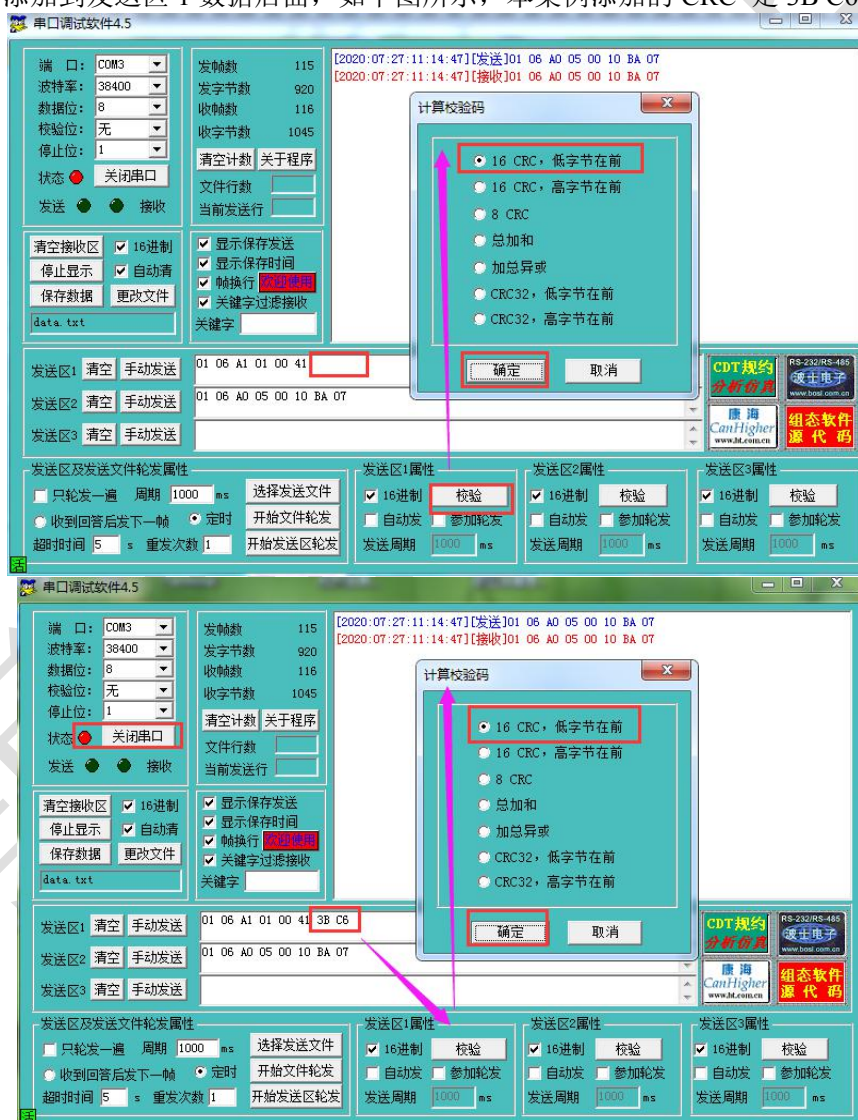 添加到发送区 1 数据后面，如下图所示，本案例添加的 CRC 是 3B C6
串口调试软件4.5
端 口： COM3
波特率： 38400
数据位： 8
校验位： 无
停止位： 1
状态 关闭串口
发送 接收
发帧数 115
发字节数 920
收帧数 116
收字节数 1045
清空计数 关于程序
文件行数
当前发送行
[2020:07:27:11:14:47][发送]01 06 A0 05 00 10 BA 07
[2020:07:27:11:14:47][接收]01 06 A0 05 00 10 BA 07
计算校验码
16 CRC，低字节在前
16 CRC，高字节在前
8 CRC
总加和
加总异或
CRC32，低字节在前
CRC32，高字节在前
确定 取消
清空接收区 16进制
停止显示 自动清
保存数据 更改文件
data.txt
显示保存发送
显示保存时间
帧换行 欢迎使用
关键字过滤接收
关键字
发送区1 清空 手动发送 01 06 A1 01 00 41
发送区2 清空 手动发送 01 06 A0 05 00 10 BA 07
发送区3 清空 手动发送
CDT规约
分析仿真
RS-232/RS-485
波士电子
www.bosi.com.cn
康海
CanHigher
www.ht.com.cn
组态软件
源 代 码
发送区及发送文件轮发属性
只轮发一遍 周期 1000 ms 选择发送文件
收到回答后发下一帧 定时 开始文件轮发
超时时间 5 s 重发次数 1 开始发送区轮发
发送区1属性
16进制 校验
自动发 参加轮发
发送周期 1000 ms
发送区2属性
16进制 校验
自动发 参加轮发
发送周期 1000 ms
发送区3属性
16进制 校验
自动发 参加轮发
发送周期 1000 ms
活
串口调试软件4.5
端 口： COM3
波特率： 38400
数据位： 8
校验位： 无
停止位： 1
状态 关闭串口
发送 接收
发帧数 115
发字节数 920
收帧数 116
收字节数 1045
清空计数 关于程序
文件行数
当前发送行
[2020:07:27:11:14:47][发送]01 06 A0 05 00 10 BA 07
[2020:07:27:11:14:47][接收]01 06 A0 05 00 10 BA 07
计算校验码
16 CRC，低字节在前
16 CRC，高字节在前
8 CRC
总加和
加总异或
CRC32，低字节在前
CRC32，高字节在前
确定 取消
清空接收区 16进制
停止显示 自动清
保存数据 更改文件
data.txt
显示保存发送
显示保存时间
帧换行 欢迎使用
关键字过滤接收
关键字
发送区1 清空 手动发送 01 06 A1 01 00 41 3B C6
发送区2 清空 手动发送 01 06 A0 05 00 10 BA 07
发送区3 清空 手动发送
CDT规约
分析仿真
RS-232/RS-485
波士电子
www.bosi.com.cn
康海
CanHigher
www.ht.com.cn
组态软件
源 代 码
发送区及发送文件轮发属性
只轮发一遍 周期 1000 ms 选择发送文件
收到回答后发下一帧 定时 开始文件轮发
超时时间 5 s 重发次数 1 开始发送区轮发
发送区1属性
16进制 校验
自动发 参加轮发
发送周期 1000 ms
发送区2属性
16进制 校验
自动发 参加轮发
发送周期 1000 ms
发送区3属性
16进制 校验
自动发 参加轮发
发送周期 1000 ms
活